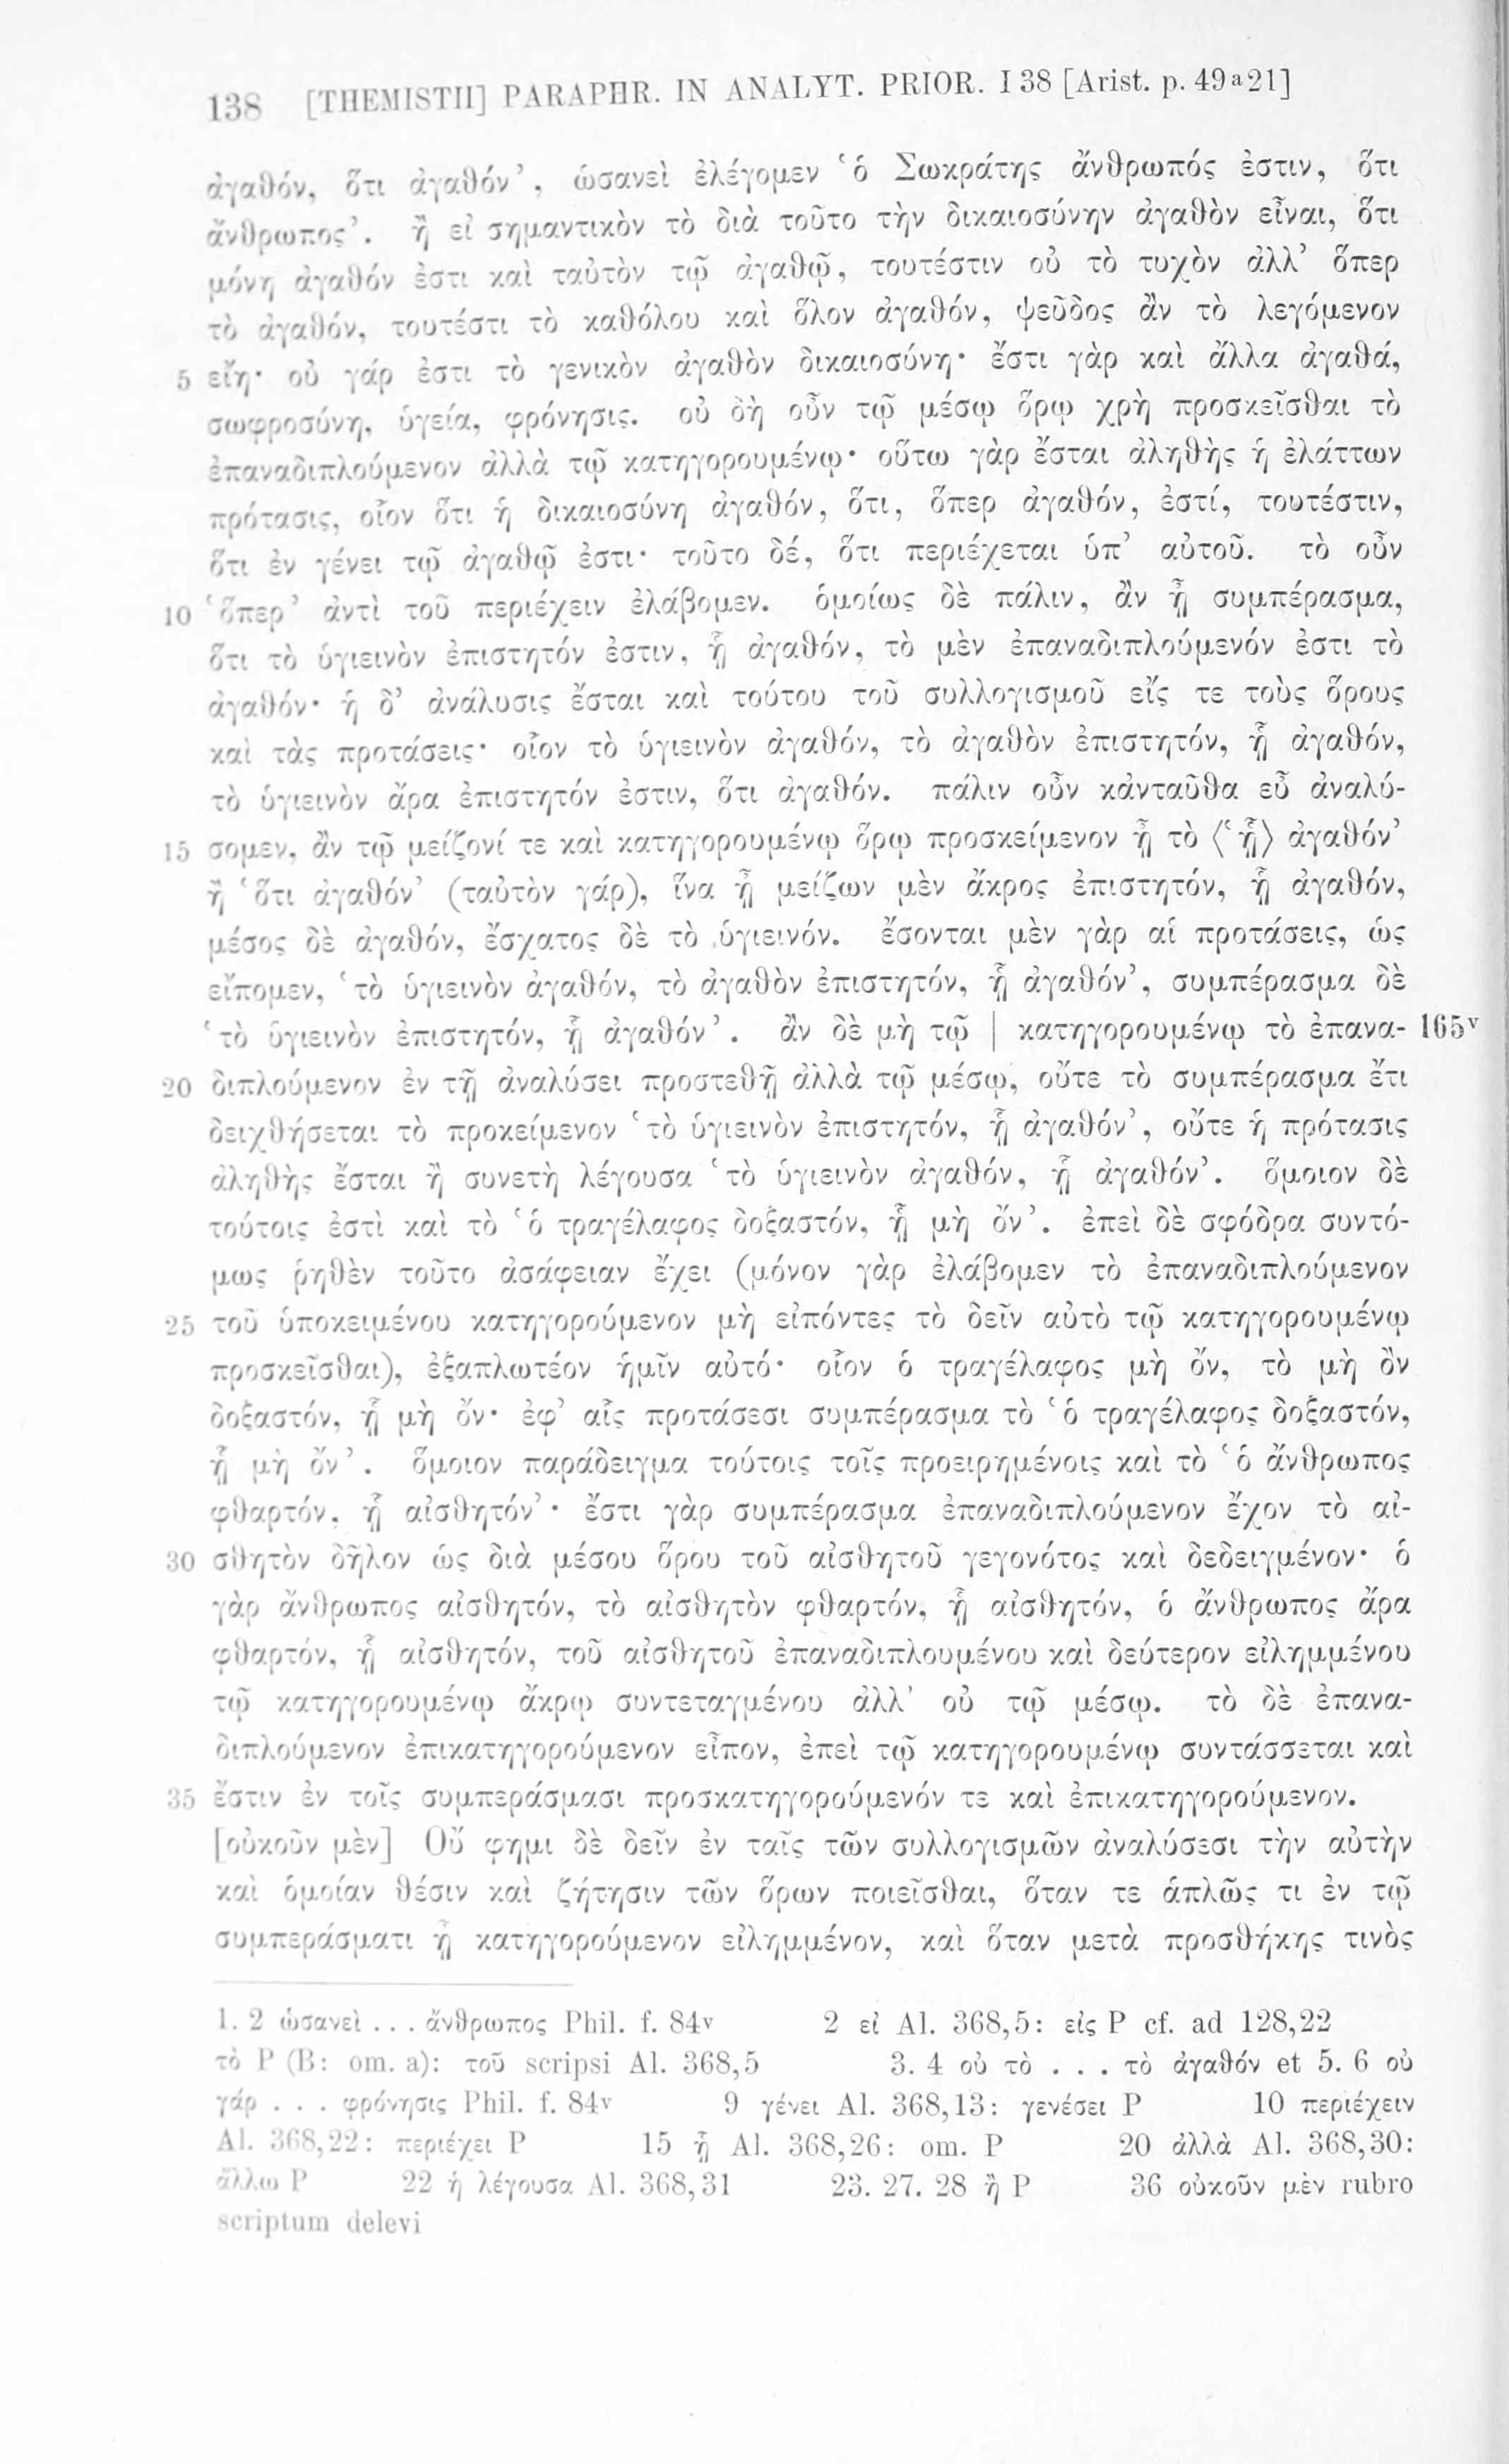 138 [THEMISTII] PARAPHR. IN ANALYT. PRIOR. I 38 [Arist. p. 49a21]
ἀγαθόν, ὅτι ἀγαθόν’, ὡσανεὶ ἐλέγομεν ‘ὁ Σωκράτης ἄνθρωπός ἐστιν, ὅτι
ἄνθρωπος’. ἢ εἰ σημαντικὸν τὸ διὰ τοῦτο τὴν δικαιοσύνην ἀγαθὸν εἶναι, ὅτι
μόνη ἀγαθόν ἐστι καὶ ταὐτὸν τῷ ἀγαθῷ, τουτέστιν οὐ τὸ τυχὸν ἀλλ’ ὅπερ
τὸ ἀγαθόν, τουτέστι τὸ καθόλου καὶ ὅλον ἀγαθόν, ψεῦδος ἂν τὸ λεγόμενον
5 εἴη· οὐ γάρ ἐστι τὸ γενικὸν ἀγαθὸν δικαιοσύνη· ἔστι γὰρ καὶ ἄλλα ἀγαθά,
σωφροσύνη, ὑγεία, φρόνησις. οὐ δὴ οὖν τῷ μέσῳ ὅρῳ χρὴ προσκεῖσθαι τὸ
ἐπαναδιπλούμενον ἀλλὰ τῷ κατηγορουμένῳ· οὕτω γὰρ ἔσται ἀληθὴς ἡ ἐλάττων
πρότασις, οἷον ὅτι ἡ δικαιοσύνη ἀγαθόν, ὅτι, ὅπερ ἀγαθόν, ἐστί, τουτέστιν,
ὅτι ἐν γένει τῷ ἀγαθῷ ἐστι· τοῦτο δέ, ὅτι περιέχεται ὑπ’ αὐτοῦ. τὸ οὖν
10 ‘ὅπερ’ ἀντὶ τοῦ περιέχειν ἐλάβομεν. ὁμοίως δὲ πάλιν, ἂν ᾖ συμπέρασμα,
ὅτι τὸ ὑγιεινὸν ἐπιστητόν ἐστιν, ᾗ ἀγαθόν, τὸ μὲν ἐπαναδιπλούμενόν ἐστι τὸ
ἀγαθόν· ἡ δ’ ἀνάλυσις ἔσται καὶ τούτου τοῦ συλλογισμοῦ εἴς τε τοὺς ὅρους
καὶ τὰς προτάσεις· οἷον τὸ ὑγιεινὸν ἀγαθόν, τὸ ἀγαθὸν ἐπιστητόν, ᾗ ἀγαθόν,
τὸ ὑγιεινὸν ἄρα ἐπιστητόν ἐστιν, ὅτι ἀγαθόν. πάλιν οὖν κἀνταῦθα εὖ ἀναλύ-
15 σομεν, ἂν τῷ μείζονί τε καὶ κατηγορουμένῳ ὅρῳ προσκείμενον ᾖ τὸ ⟨‘ᾗ⟩ ἀγαθόν’
ἢ ‘ὅτι ἀγαθόν’ (ταὐτὸν γάρ), ἵνα ᾖ μείζων μὲν ἄκρος ἐπιστητόν, ᾗ ἀγαθόν,
μέσος δὲ ἀγαθόν, ἔσχατος δὲ τὸ ὑγιεινόν. ἔσονται μὲν γὰρ αἱ προτάσεις, ὡς
εἴπομεν, ‘τὸ ὑγιεινὸν ἀγαθόν, τὸ ἀγαθὸν ἐπιστητόν, ᾗ ἀγαθόν’, συμπέρασμα δὲ
‘τὸ ὑγιεινὸν ἐπιστητόν, ᾗ ἀγαθόν’. ἂν δὲ μὴ τῷ | κατηγορουμένῳ τὸ ἐπανα- 165v
20 διπλούμενον ἐν τῇ ἀναλύσει προστεθῇ ἀλλὰ τῷ μέσῳ, οὔτε τὸ συμπέρασμα ἔτι
δειχθήσεται τὸ προκείμενον ‘τὸ ὑγιεινὸν ἐπιστητόν, ᾗ ἀγαθόν’, οὔτε ἡ πρότασις
ἀληθὴς ἔσται ἢ συνετὴ λέγουσα ‘τὸ ὑγιεινὸν ἀγαθόν, ᾗ ἀγαθόν’. ὅμοιον δὲ
τούτοις ἐστὶ καὶ τὸ ‘ὁ τραγέλαφος δοξαστόν, ᾗ μὴ ὄν’. ἐπεὶ δὲ σφόδρα συντό-
μως ῥηθὲν τοῦτο ἀσάφειαν ἔχει (μόνον γὰρ ἐλάβομεν τὸ ἐπαναδιπλούμενον
25 τοῦ ὑποκειμένου κατηγορούμενον μὴ εἰπόντες τὸ δεῖν αὐτὸ τῷ κατηγορουμένῳ
προσκεῖσθαι), ἐξαπλωτέον ἡμῖν αὐτό· οἷον ὁ τραγέλαφος μὴ ὄν, τὸ μὴ ὂν
δοξαστόν, ᾗ μὴ ὄν· ἐφ’ αἷς προτάσεσι συμπέρασμα τὸ ‘ὁ τραγέλαφος δοξαστόν,
ᾗ μὴ ὄν’. ὅμοιον παράδειγμα τούτοις τοῖς προειρημένοις καὶ τὸ ‘ὁ ἄνθρωπος
φθαρτόν, ᾗ αἰσθητόν’· ἔστι γὰρ συμπέρασμα ἐπαναδιπλούμενον ἔχον τὸ αἰ-
30 σθητὸν δῆλον ὡς διὰ μέσου ὅρου τοῦ αἰσθητοῦ γεγονότος καὶ δεδειγμένον· ὁ
γὰρ ἄνθρωπος αἰσθητόν, τὸ αἰσθητὸν φθαρτόν, ᾗ αἰσθητόν, ὁ ἄνθρωπος ἄρα
φθαρτόν, ᾗ αἰσθητόν, τοῦ αἰσθητοῦ ἐπαναδιπλουμένου καὶ δεύτερον εἰλημμένου
τῷ κατηγορουμένῳ ἄκρῳ συντεταγμένου ἀλλ’ οὐ τῷ μέσῳ. τὸ δὲ ἐπανα-
διπλούμενον ἐπικατηγορούμενον εἶπον, ἐπεὶ τῷ κατηγορουμένῳ συντάσσεται καὶ
35 ἔστιν ἐν τοῖς συμπεράσμασι προσκατηγορούμενόν τε καὶ ἐπικατηγορούμενον.
[οὐκοῦν μὲν] Οὔ φημι δὲ δεῖν ἐν ταῖς τῶν συλλογισμῶν ἀναλύσεσι τὴν αὐτὴν
καὶ ὁμοίαν θέσιν καὶ ζήτησιν τῶν ὅρων ποιεῖσθαι, ὅταν τε ἁπλῶς τι ἐν τῷ
συμπεράσματι ᾖ κατηγορούμενον εἰλημμένον, καὶ ὅταν μετὰ προσθήκης τινὸς
1. 2 ὡσανεὶ . . . ἄνθρωπος Phil. f. 84v 2 εἰ Al. 368,5: εἰς P cf. ad 128,22
τὸ P (B: om. a): τοῦ scripsi Al. 368,5 3. 4 οὐ τὸ . . . τὸ ἀγαθόν et 5. 6 οὐ
γάρ . . . φρόνησις Phil. f. 84v 9 γένει Al. 368,13: γενέσει P 10 περιέχειν
Al. 368,22: περιέχει P 15 ᾗ Al. 368,26: om. P 20 ἀλλὰ Al. 368,30:
ἄλλω P 22 ἡ λέγουσα Al. 368,31 23. 27. 28 ἢ P 36 οὐκοῦν μὲν rubro
scriptum delevi